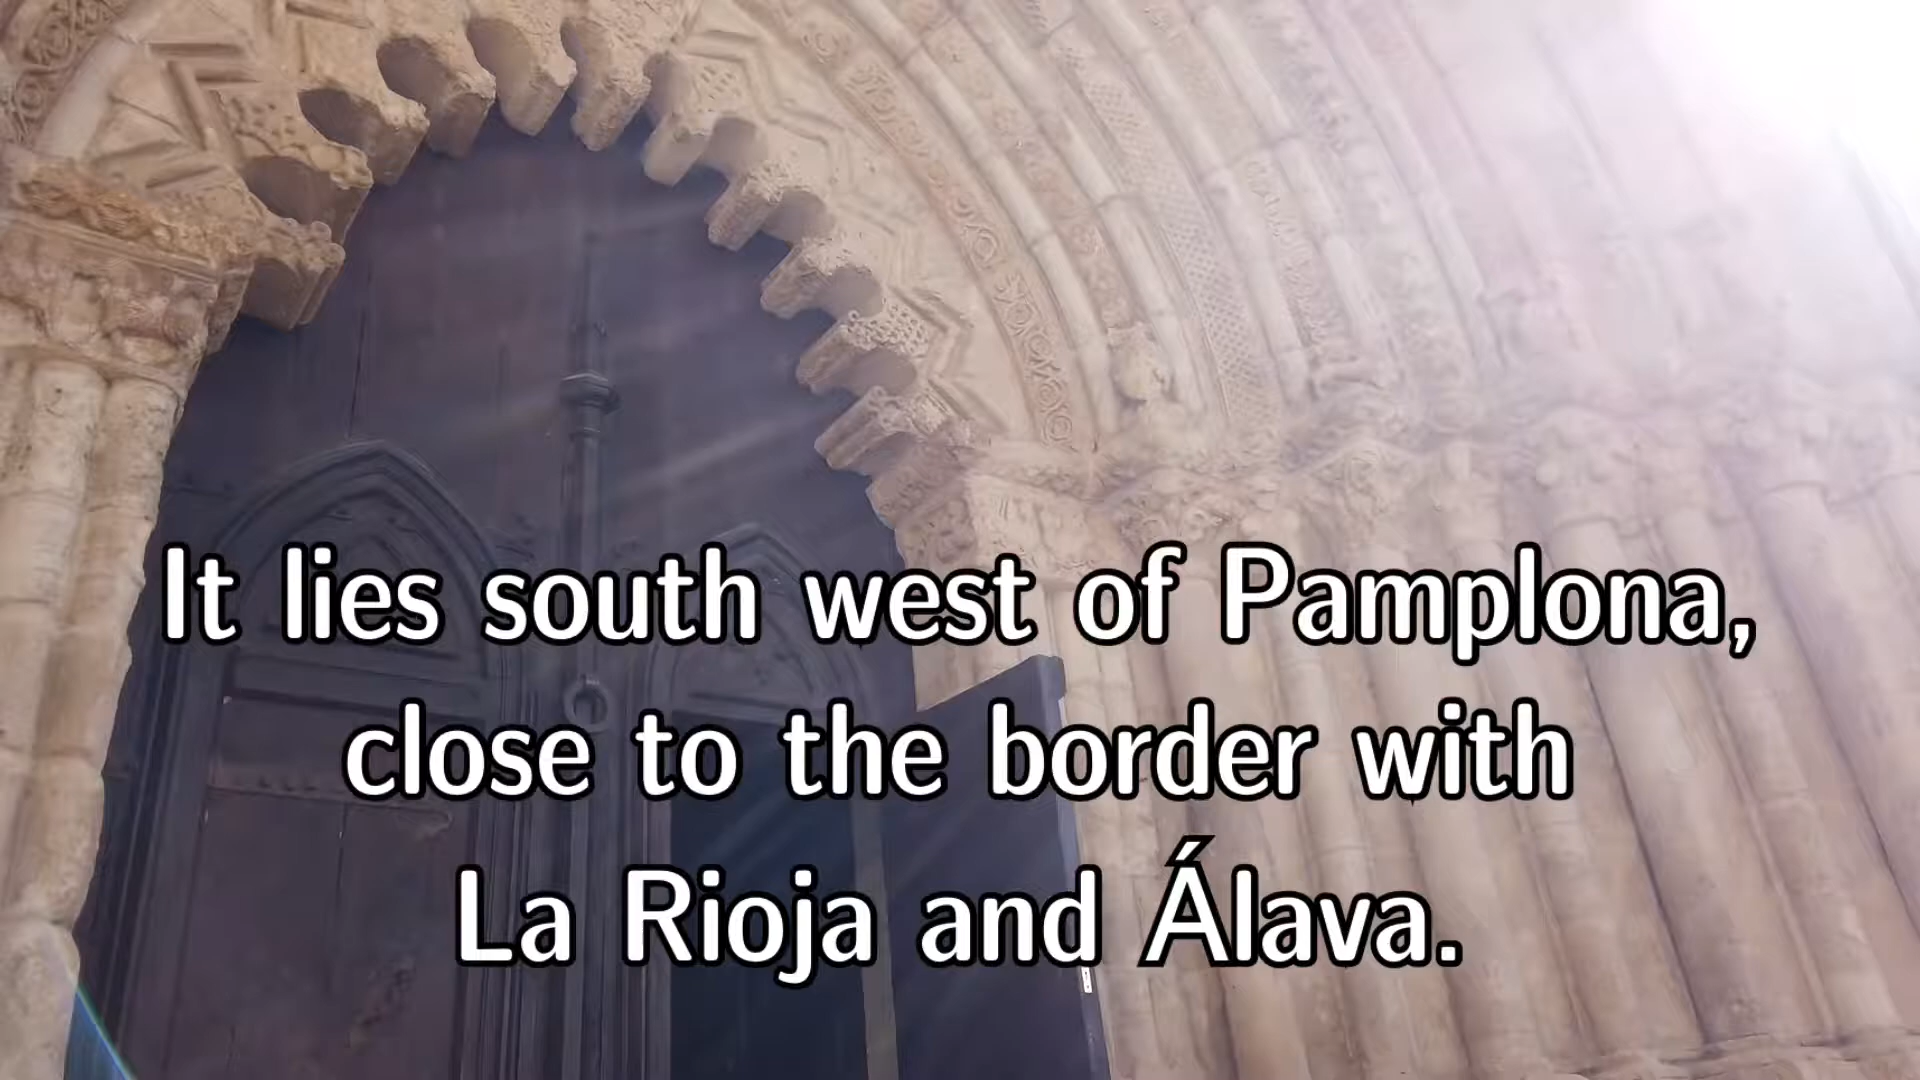 It lies south west of Pamplona,
close to the border with
La Rioja and Álava.